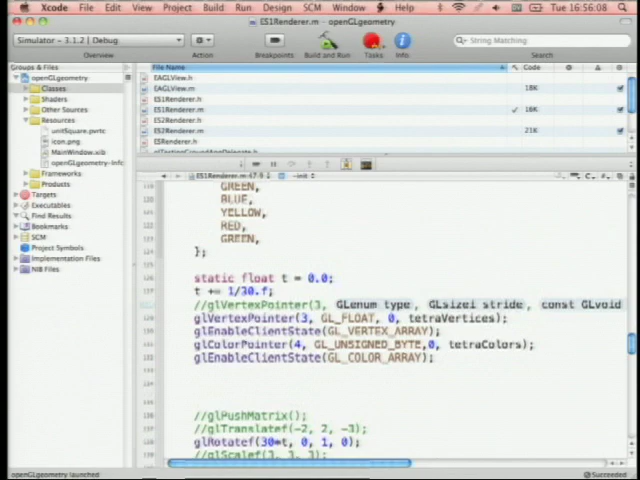 Xcode File Edit View Project Build Run Design SCM Window Help Tue 16:56:08
ES1Renderer.m - openGLgeometry
Simulator - 3.1.2 | Debug
String Matching
Overview Action Breakpoints Build and Run Tasks Info Search
Groups & Files
File Name Code
openGLgeometry
Classes
Shaders
Other Sources
Resources
unitSquare.pvrtc
icon.png
MainWindow.xib
openGLgeometry-Info
Frameworks
Products
Targets
Executables
Find Results
Bookmarks
SCM
Project Symbols
Implementation Files
NIB Files
EAGLView.h
EAGLView.m 18K
ES1Renderer.h
ES1Renderer.m 16K
ES2Renderer.h
ES2Renderer.m 21K
ESRenderer.h
-init
GREEN,
BLUE,
YELLOW,
RED,
GREEN,
};
static float t = 0.0;
t += 1/30.f;
//glVertexPointer(3, GLenum type, GLsizei stride, const GLvoid
glVertexPointer(3, GL_FLOAT, 0, tetraVertices);
glEnableClientState(GL_VERTEX_ARRAY);
glColorPointer(4, GL_UNSIGNED_BYTE,0, tetraColors);
glEnableClientState(GL_COLOR_ARRAY);
//glPushMatrix();
//glTranslatef(-2, 2, -3);
glRotatef(30*t, 0, 1, 0);
//glScalef(3, 3, 3);
openGLgeometry launched
Succeeded